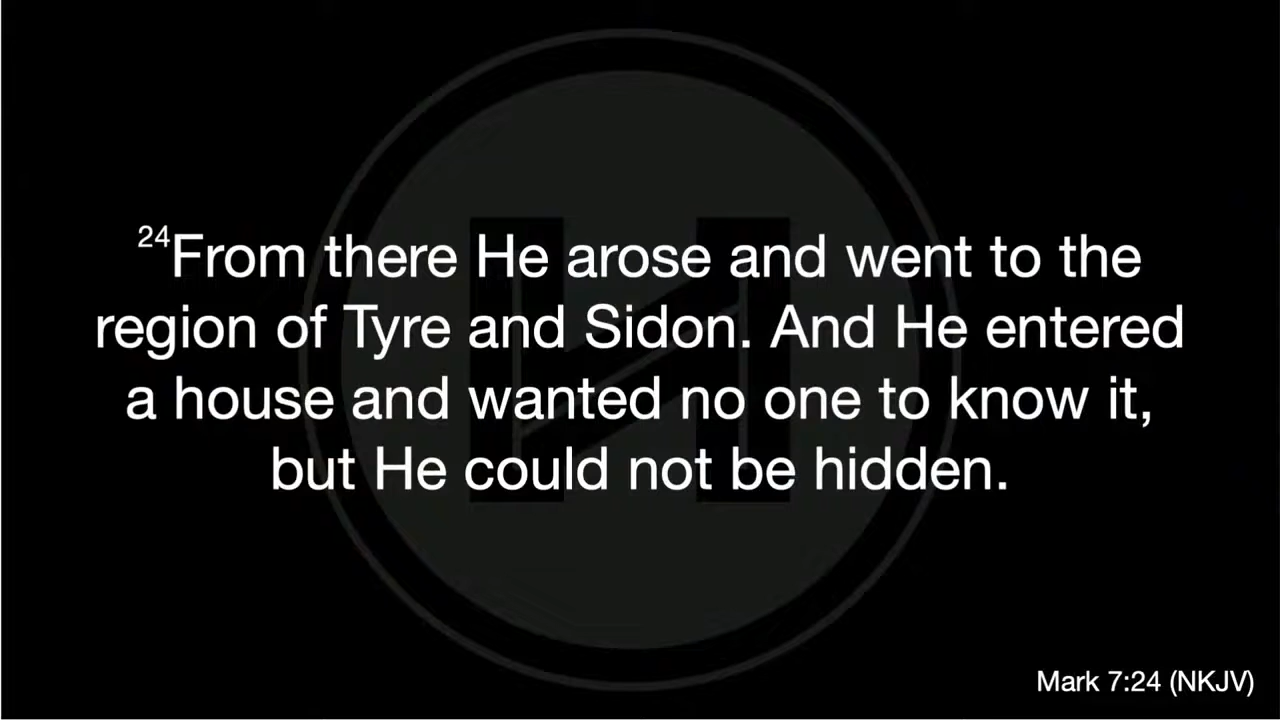 24From there He arose and went to the
region of Tyre and Sidon. And He entered
a house and wanted no one to know it,
but He could not be hidden.
Mark 7:24 (NKJV)